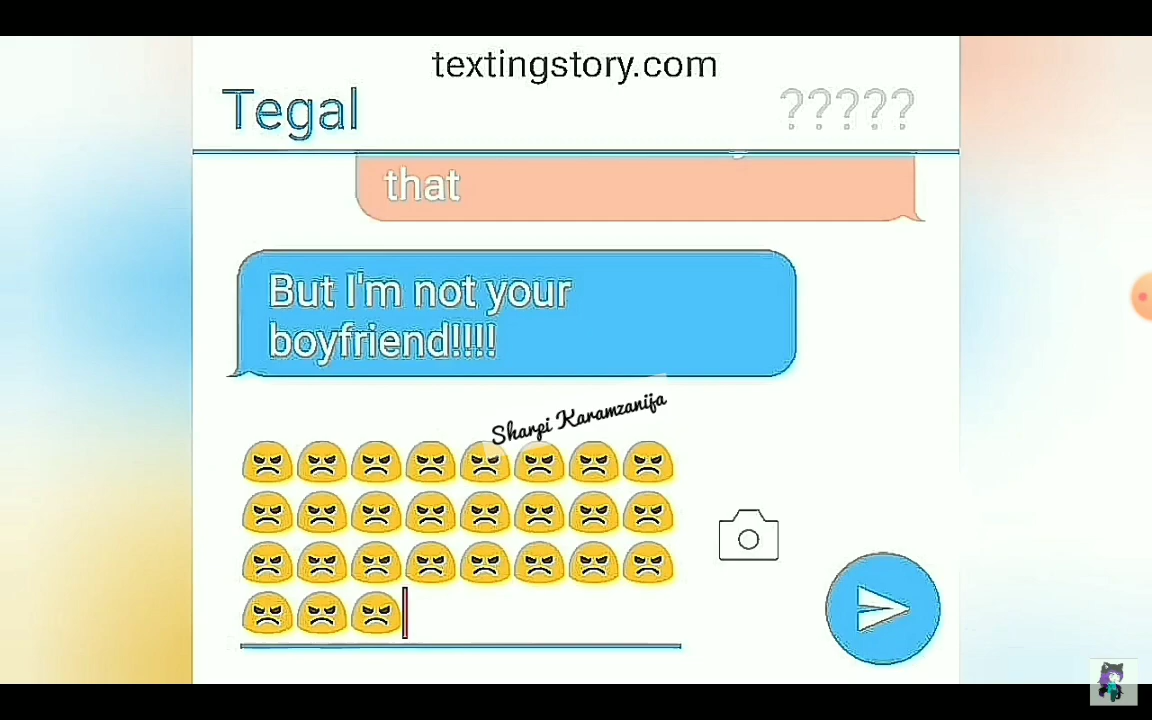 textingstory.com
Tegal
?????
that
But I'm not your
boyfriend!!!!
Sharpi Karamzanija
😠😠😠😠😠😠😠😠
😠😠😠😠😠😠😠😠
😠😠😠😠😠😠😠😠
😠😠😠